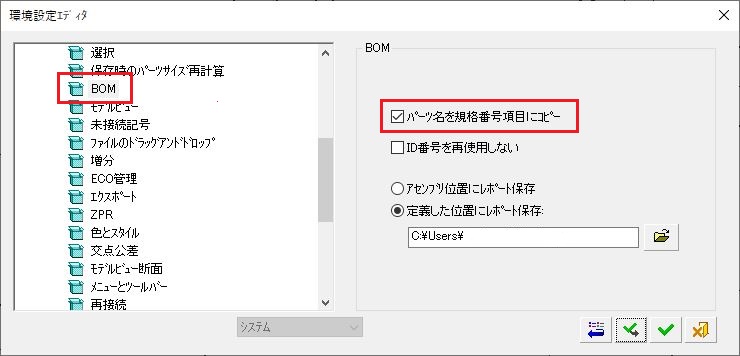 環境設定ｴﾃﾞｨﾀ
選択
保存時のﾊﾟｰﾂｻｲｽﾞ再計算
BOM
ﾓﾃﾞﾙﾋﾞｭｰ
未接続記号
ﾌｧｲﾙのﾄﾞﾗｯｸﾞｱﾝﾄﾞﾄﾞﾛｯﾌﾟ
増分
ECO管理
ｴｸｽﾎﾟｰﾄ
ZPR
色とｽﾀｲﾙ
交点公差
ﾓﾃﾞﾙﾋﾞｭｰ断面
ﾒﾆｭｰとﾂｰﾙﾊﾞｰ
再接続
ｼｽﾃﾑ
BOM
ﾊﾟｰﾂ名を規格番号項目にｺﾋﾟｰ
ID番号を再使用しない
ｱｾﾝﾌﾞﾘ位置にﾚﾎﾟｰﾄ保存
定義した位置にﾚﾎﾟｰﾄ保存:
C:¥Users¥